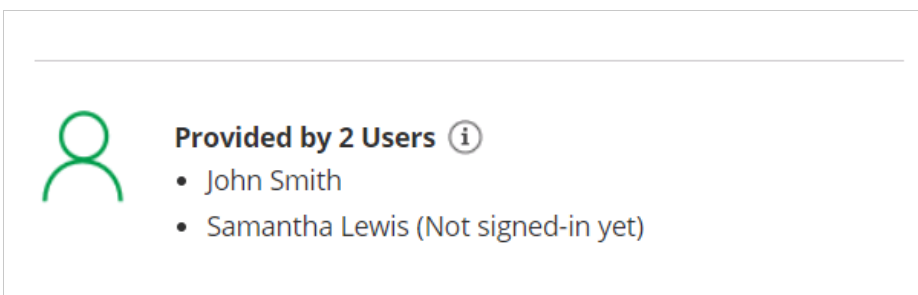 Provided by 2 Users
• John Smith
• Samantha Lewis (Not signed-in yet)